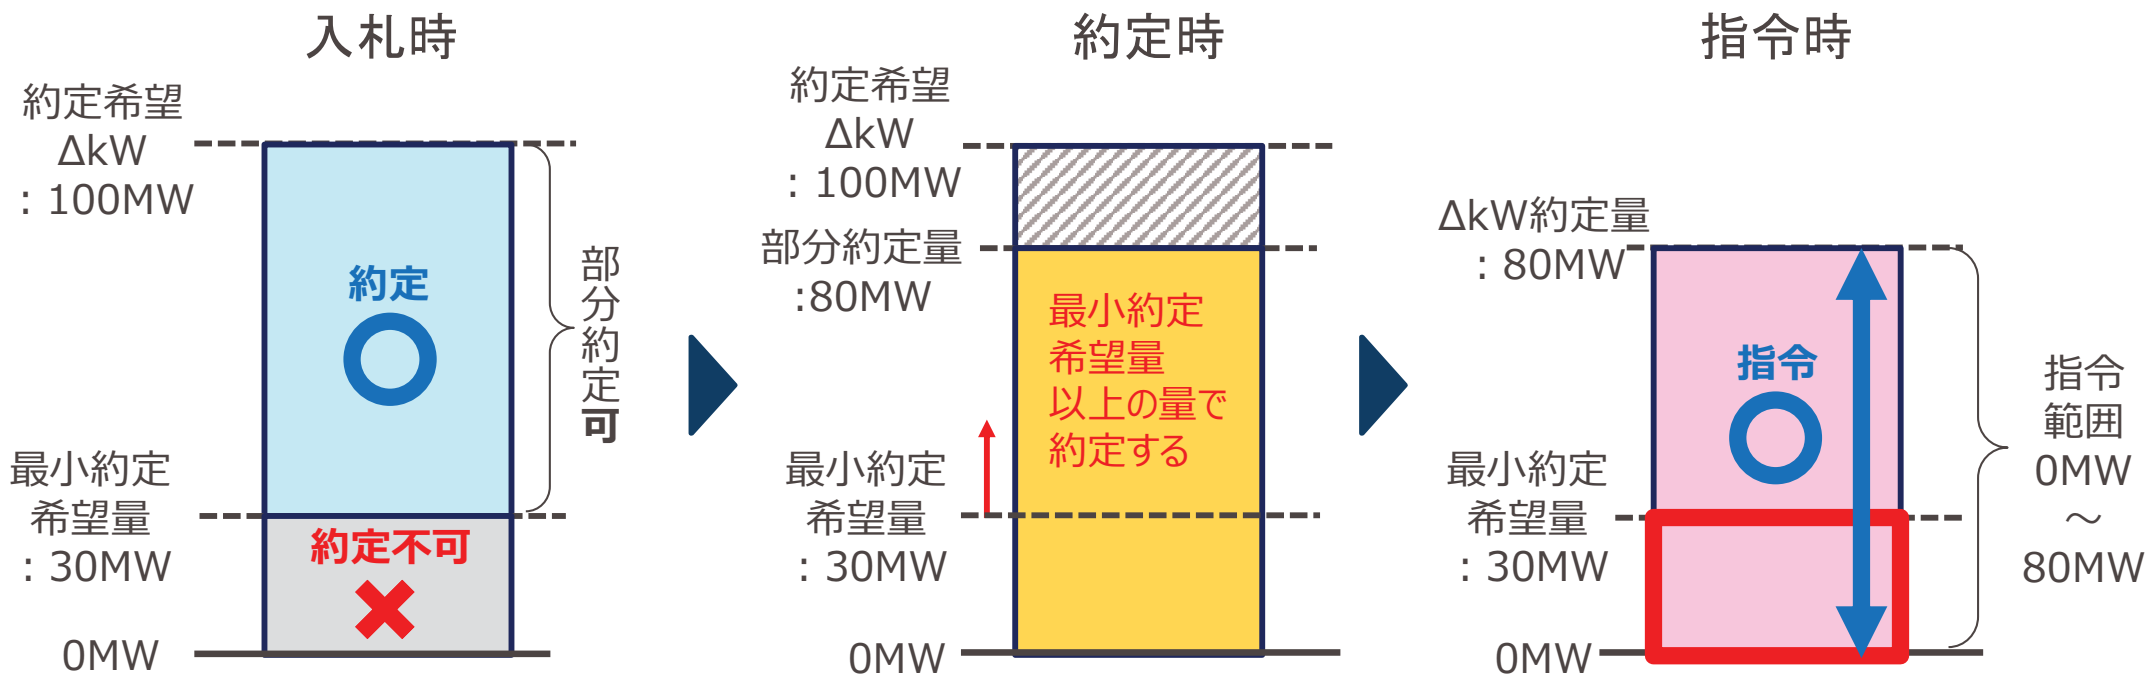 入札時
約定希望
ΔkW
：100MW
約定
部分約定可
最小約定
希望量
：30MW
約定不可
0MW
約定時
約定希望
ΔkW
：100MW
部分約定量
:80MW
最小約定
希望量
以上の量で
約定する
最小約定
希望量
：30MW
0MW
指令時
ΔkW約定量
：80MW
指令
最小約定
希望量
：30MW
0MW
指令
範囲
0MW
～
80MW